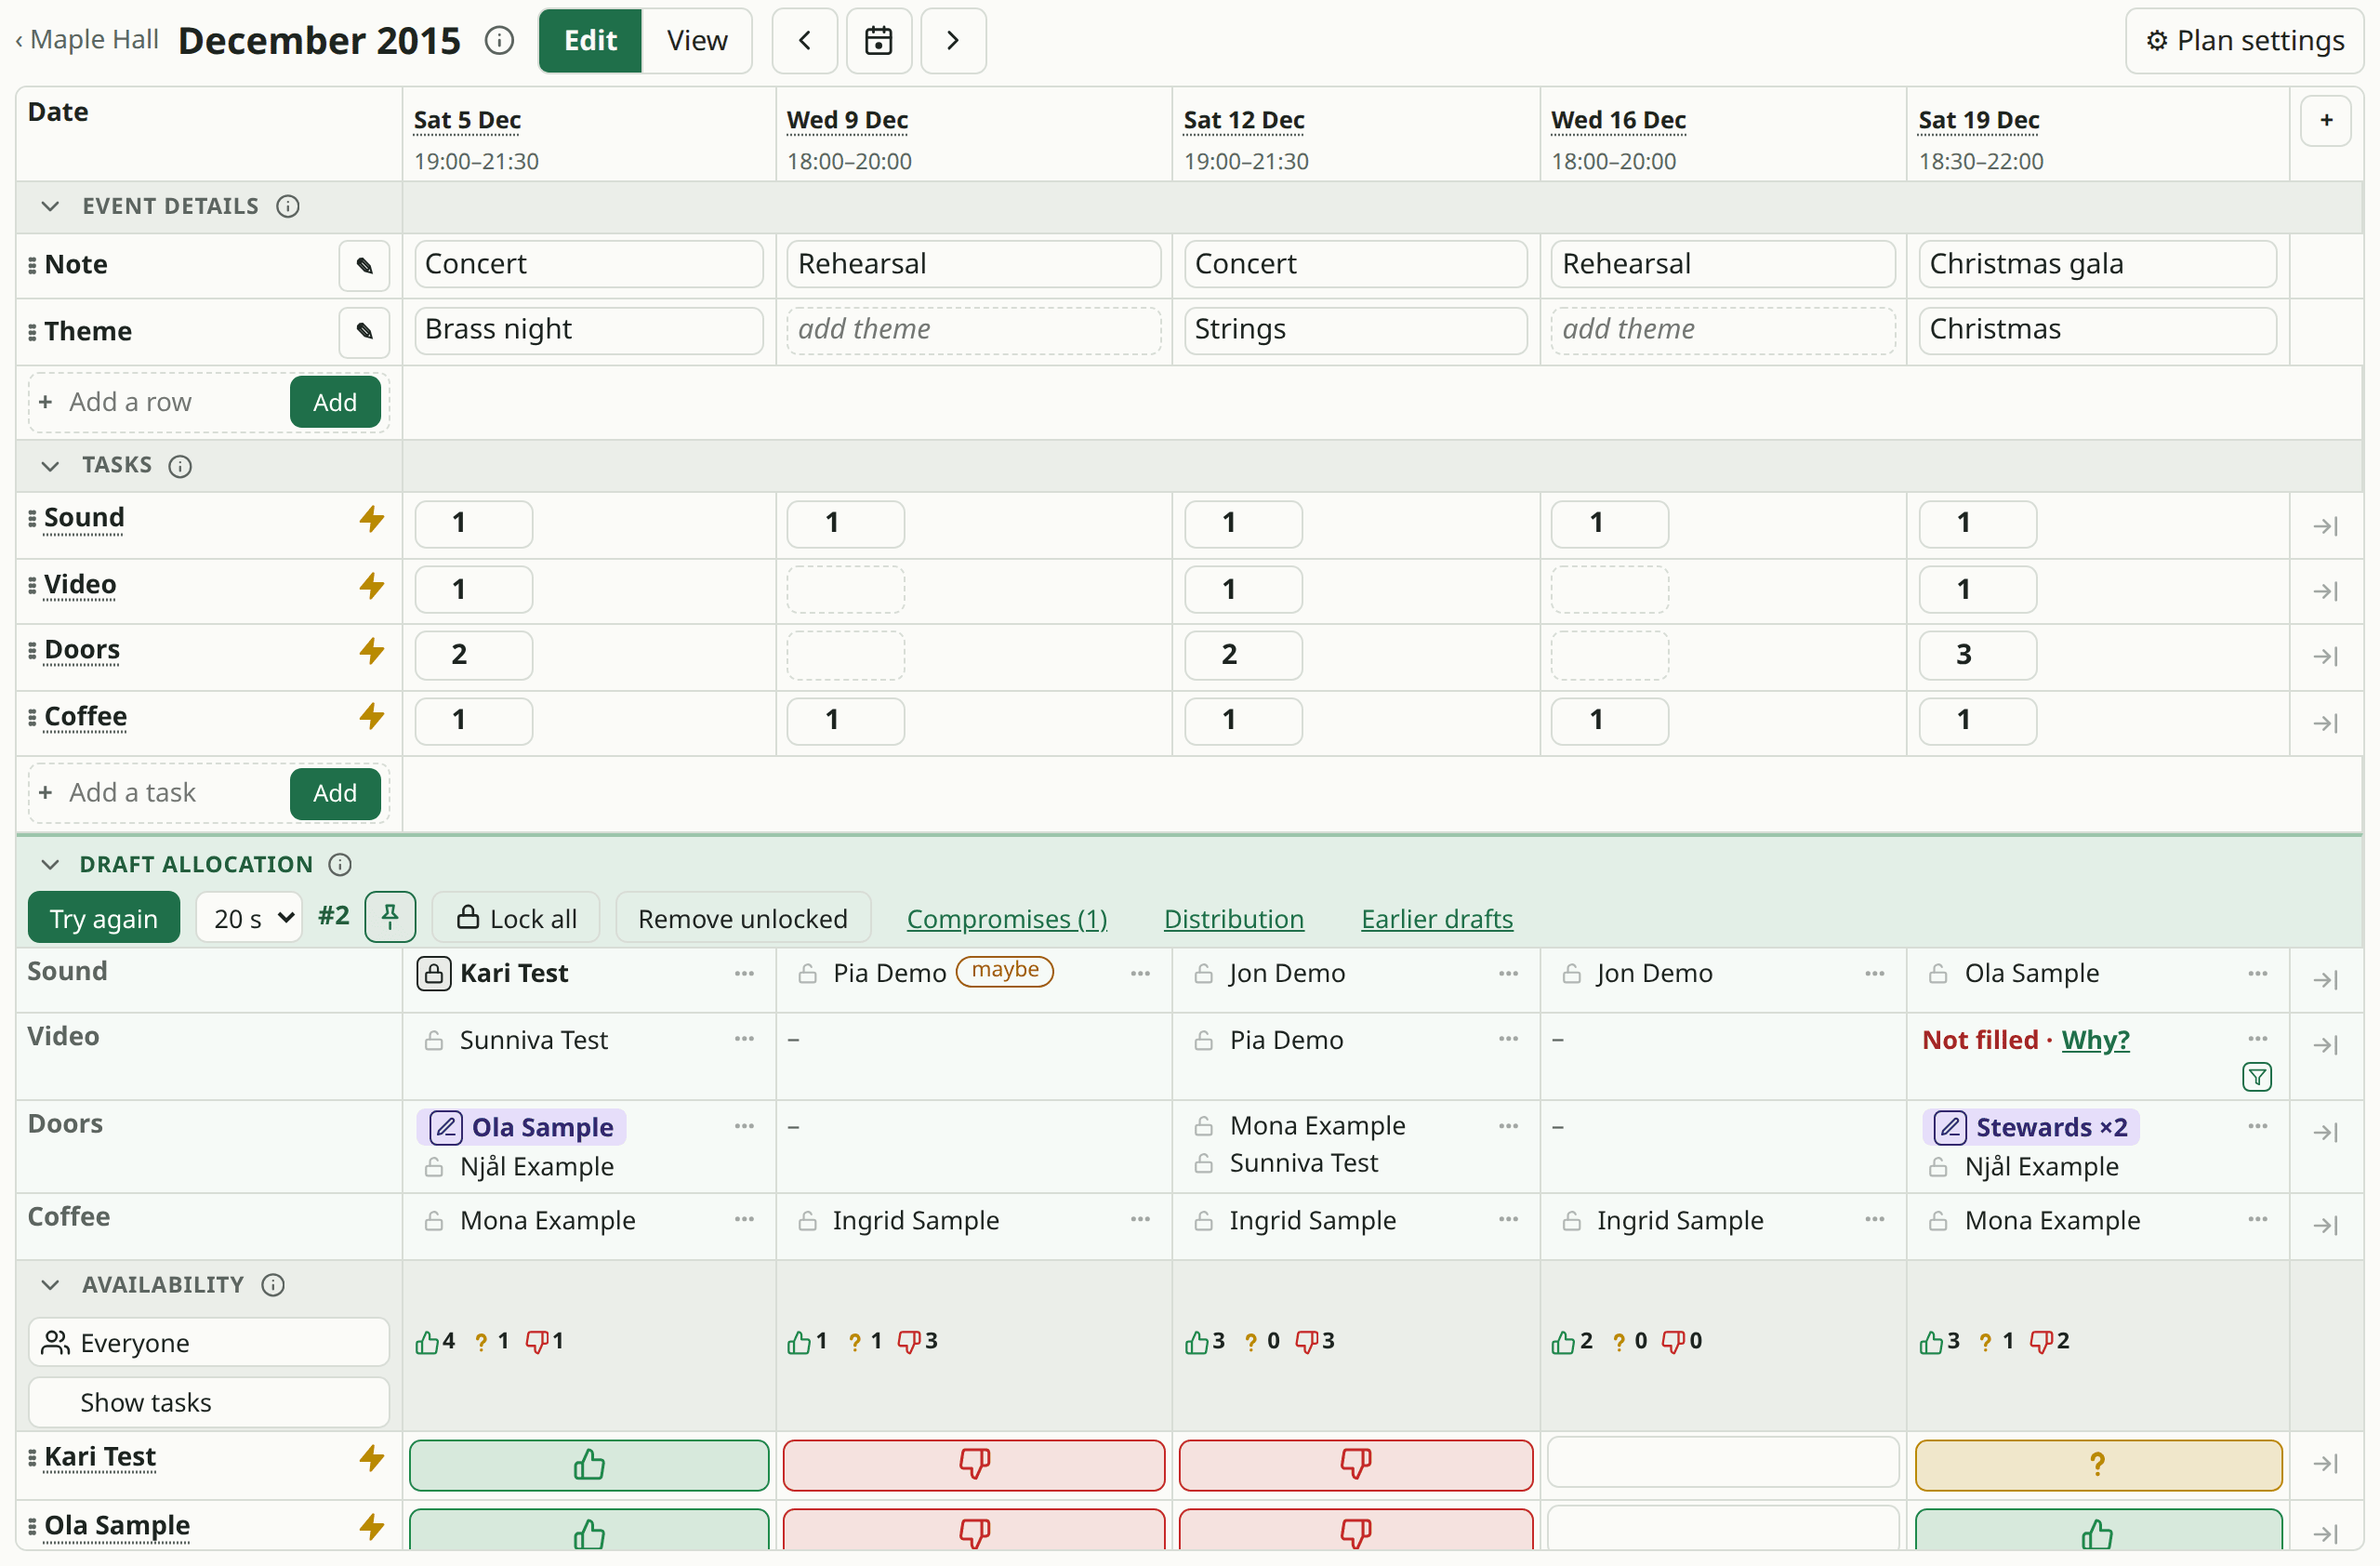 ‹ Maple Hall December 2015 Edit View Plan settings
Date Sat 5 Dec Wed 9 Dec Sat 12 Dec Wed 16 Dec Sat 19 Dec +
19:00–21:30 18:00–20:00 19:00–21:30 18:00–20:00 18:30–22:00
EVENT DETAILS
Note Concert Rehearsal Concert Rehearsal Christmas gala
Theme Brass night add theme Strings add theme Christmas
+ Add a row Add
TASKS
Sound 1 1 1 1 1
Video 1 1 1
Doors 2 2 3
Coffee 1 1 1 1 1
+ Add a task Add
DRAFT ALLOCATION
Try again 20 s #2 Lock all Remove unlocked Compromises (1) Distribution Earlier drafts
Sound Kari Test ··· Pia Demo maybe ··· Jon Demo ··· Jon Demo ··· Ola Sample ···
Video Sunniva Test ··· – Pia Demo ··· – Not filled · Why? ···
Doors Ola Sample ··· – Mona Example ··· – Stewards ×2 ···
Njål Example Sunniva Test Njål Example
Coffee Mona Example ··· Ingrid Sample ··· Ingrid Sample ··· Ingrid Sample ··· Mona Example ···
AVAILABILITY
Everyone 4 ? 1 1 1 ? 1 3 3 ? 0 3 2 ? 0 0 3 ? 1 2
Show tasks
Kari Test ?
Ola Sample